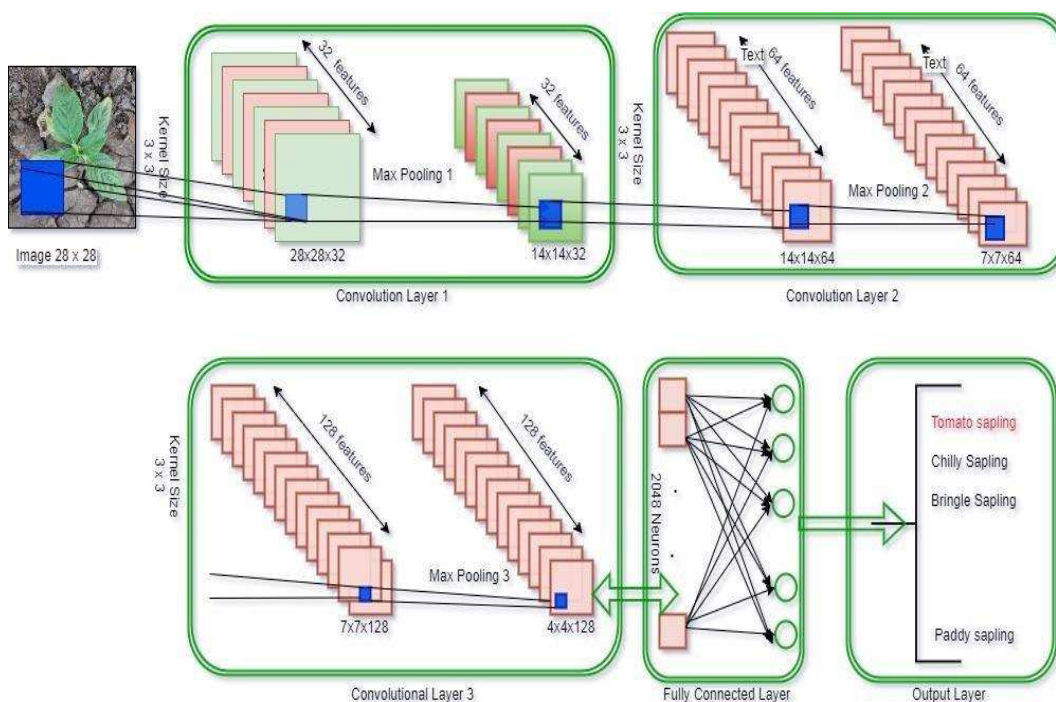 Image 28 x 28
Kernel Size
3 x 3
32 features
Max Pooling 1
32 features
28x28x32
14x14x32
Convolution Layer 1
Kernel Size
3 x 3
Text
64 features
Max Pooling 2
Text
64 features
14x14x64
7x7x64
Convolution Layer 2
Kernel Size
3 x 3
128 features
Max Pooling 3
128 features
7x7x128
4x4x128
Convolutional Layer 3
2048 Neurons
Fully Connected Layer
Tomato sapling
Chilly Sapling
Bringle Sapling
Paddy sapling
Output Layer